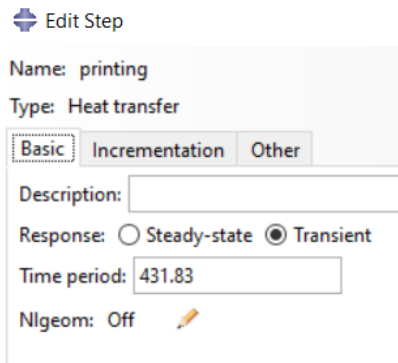 Edit Step
Name: printing
Type: Heat transfer
Basic Incrementation Other
Description:
Response: Steady-state Transient
Time period: 431.83
Nlgeom: Off